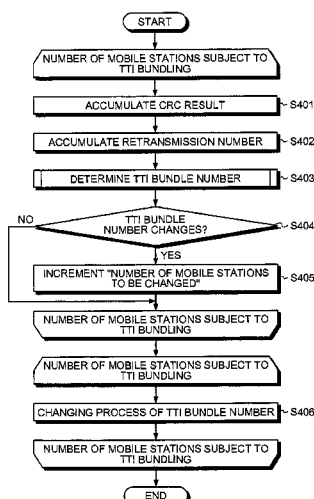 START
NUMBER OF MOBILE STATIONS SUBJECT TO
TTI BUNDLING
ACCUMULATE CRC RESULT
S401
ACCUMULATE RETRANSMISSION NUMBER
S402
DETERMINE TTI BUNDLE NUMBER
S403
TTI BUNDLE
NUMBER CHANGES?
S404
NO
YES
INCREMENT "NUMBER OF MOBILE STATIONS
TO BE CHANGED"
S405
NUMBER OF MOBILE STATIONS SUBJECT TO
TTI BUNDLING
NUMBER OF MOBILE STATIONS SUBJECT TO
TTI BUNDLING
CHANGING PROCESS OF TTI BUNDLE NUMBER
S406
NUMBER OF MOBILE STATIONS SUBJECT TO
TTI BUNDLING
END